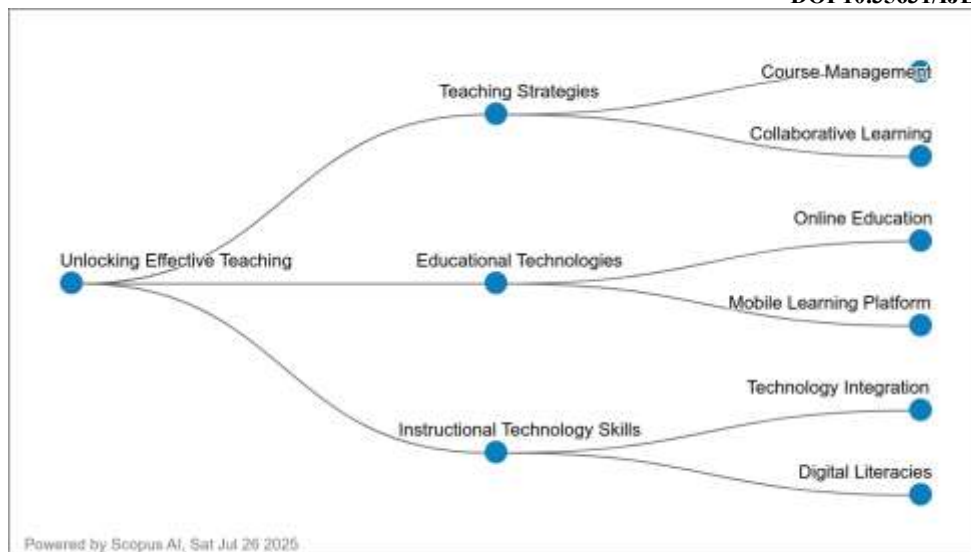 Course Management
Teaching Strategies
Collaborative Learning
Online Education
Unlocking Effective Teaching
Educational Technologies
Mobile Learning Platform
Technology Integration
Instructional Technology Skills
Digital Literacies
Powered by Scopus AI, Sat Jul 26 2025